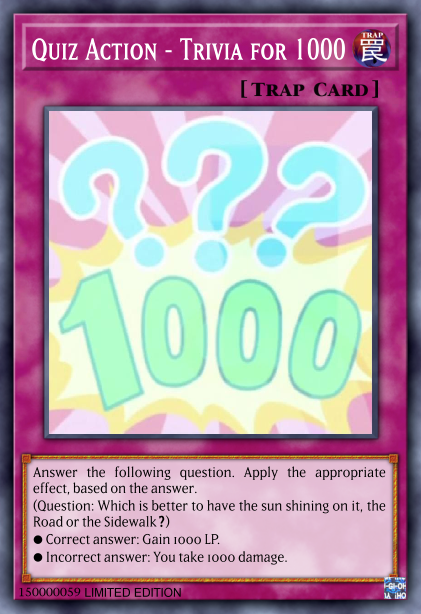 Quiz Action - Trivia for 1000
TRAP
罠
[Trap Card]
???
1000
Answer the following question. Apply the appropriate
effect, based on the answer.
(Question: Which is better to have the sun shining on it, the
Road or the Sidewalk?)
● Correct answer: Gain 1000 LP.
● Incorrect answer: You take 1000 damage.
150000059 LIMITED EDITION